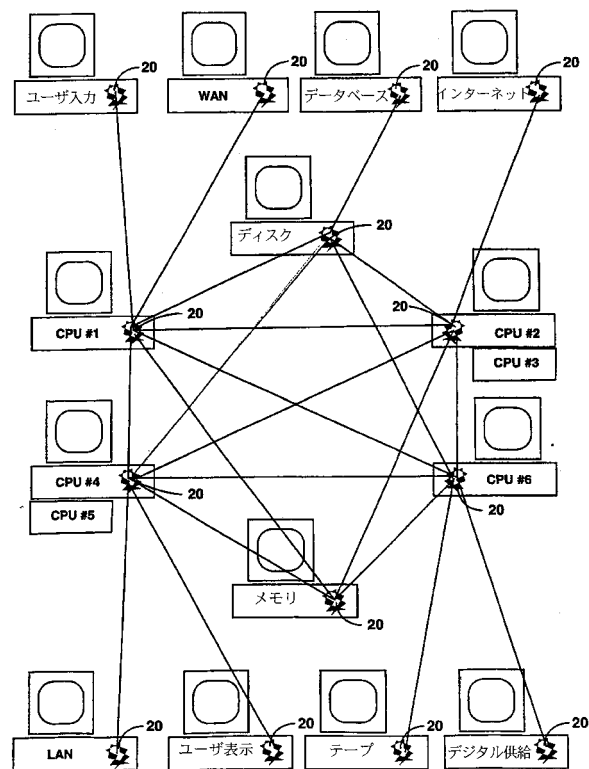 20
20
20
20
ユーザ入力
WAN
データベース
インターネット
20
ディスク
20
20
CPU #1
CPU #2
CPU #3
CPU #4
20
CPU #6
20
CPU #5
メモリ
20
20
20
20
20
LAN
ユーザ表示
テープ
デジタル供給